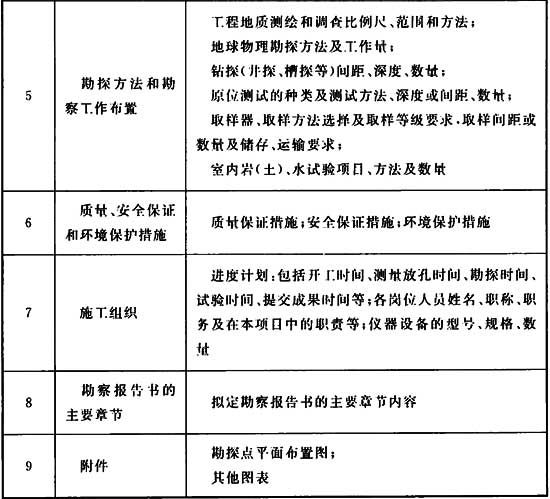 5
勘探方法和勘
察工作布置
工程地质测绘和调查比例尺、范围和方法；
地球物理勘探方法及工作量；
钻探(井探、槽探等)间距、深度、数量；
原位测试的种类及测试方法、深度或间距、数量；
取样器、取样方法选择及取样等级要求，取样间距或
数量及储存、运输要求；
室内岩(土)、水试验项目、方法及数量
6
质量、安全保证
和环境保护措施
质量保证措施；安全保证措施；环境保护措施
7
施工组织
进度计划：包括开工时间、测量放孔时间、勘探时间、
试验时间、提交成果时间等；各岗位人员姓名、职称、职
务及在本项目中的职责等；仪器设备的型号、规格、数
量
8
勘察报告书的
主要章节
拟定勘察报告书的主要章节内容
9
附件
勘探点平面布置图；
其他图表